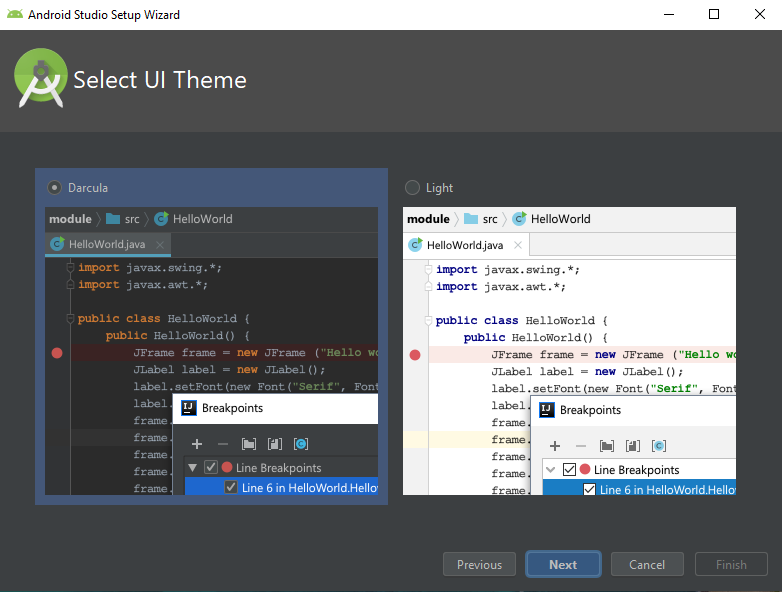 Android Studio Setup Wizard
Select UI Theme
Darcula
module src HelloWorld
HelloWorld.java
import javax.swing.*;
import javax.awt.*;
public class HelloWorld {
public HelloWorld() {
JFrame frame = new JFrame ("Hello wo
JLabel label = new JLabel();
label.setFont(new Font("Serif", Font
label.
frame.
frame.
frame.
frame.
frame.
IJ Breakpoints
Line Breakpoints
Line 6 in HelloWorld.Hello
Light
module src HelloWorld
HelloWorld.java
import javax.swing.*;
import javax.awt.*;
public class HelloWorld {
public HelloWorld() {
JFrame frame = new JFrame ("Hello wo
JLabel label = new JLabel();
label.setFont(new Font("Serif", Font
label.
frame.
frame.
frame.
frame.
frame.
IJ Breakpoints
Line Breakpoints
Line 6 in HelloWorld.Hello
Previous Next Cancel Finish